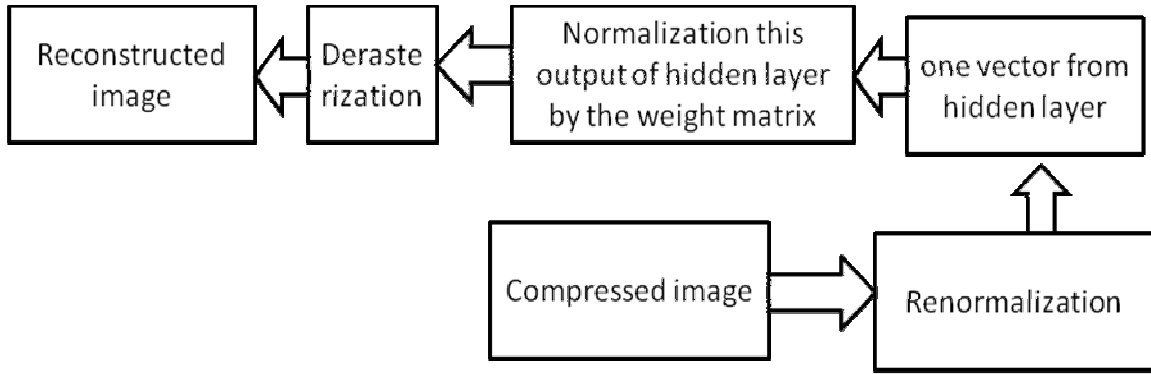 Reconstructed
image
Deraste
rization
Normalization this
output of hidden layer
by the weight matrix
one vector from
hidden layer
Compressed image
Renormalization